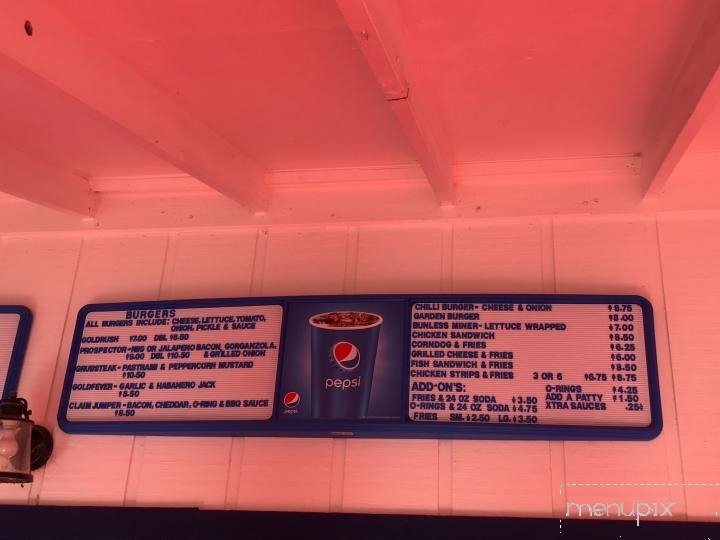 BURGERS
ALL BURGERS INCLUDE: CHEESE, LETTUCE, TOMATO,
ONION, PICKLE & SAUCE
GOLDRUSH $7.00 DBL $8.50
PROSPECTOR- REG OR JALAPENO BACON, GORGANZOLA,
$9.00 DBL $10.50 & GRILLED ONION
GRUBSTEAK- PASTRAMI & PEPPERCORN MUSTARD
$10.50
GOLDFEVER- GARLIC & HABANERO JACK
$8.50
CLAIM JUMPER- BACON, CHEDDAR, O-RING & BBQ SAUCE
$8.50
pepsi
pepsi
CHILLI BURGER- CHEESE & ONION $8.75
GARDEN BURGER $8.00
BUNLESS MINER- LETTUCE WRAPPED $7.00
CHICKEN SANDWICH $8.50
CORNDOG & FRIES $6.25
GRILLED CHEESE & FRIES $6.00
FISH SANDWICH & FRIES $8.50
CHICKEN STRIPS & FRIES 3 OR 6 $6.75 $8.75
ADD-ON'S:
FRIES & 24 OZ SODA $3.50
O-RINGS & 24 OZ SODA $4.75
FRIES SM. $2.50 LG. $3.50
O-RINGS $4.25
ADD A PATTY $1.50
XTRA SAUCES .25¢
menupix